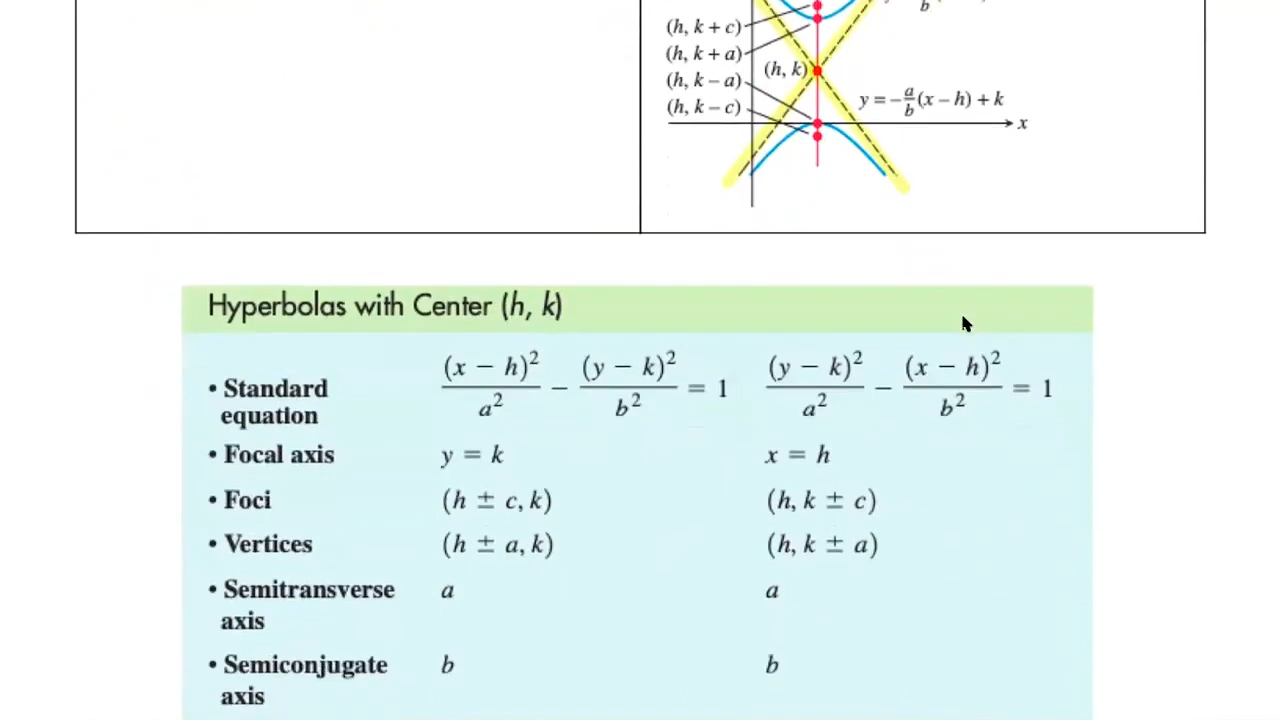 b
(h, k + c)
(h, k + a)
(h, k)
(h, k − a)
(h, k − c)
y = −a/b(x − h) + k
x
Hyperbolas with Center (h, k)
• Standard equation (x − h)²/a² − (y − k)²/b² = 1 (y − k)²/a² − (x − h)²/b² = 1
• Focal axis y = k x = h
• Foci (h ± c, k) (h, k ± c)
• Vertices (h ± a, k) (h, k ± a)
• Semitransverse axis a a
• Semiconjugate axis b b